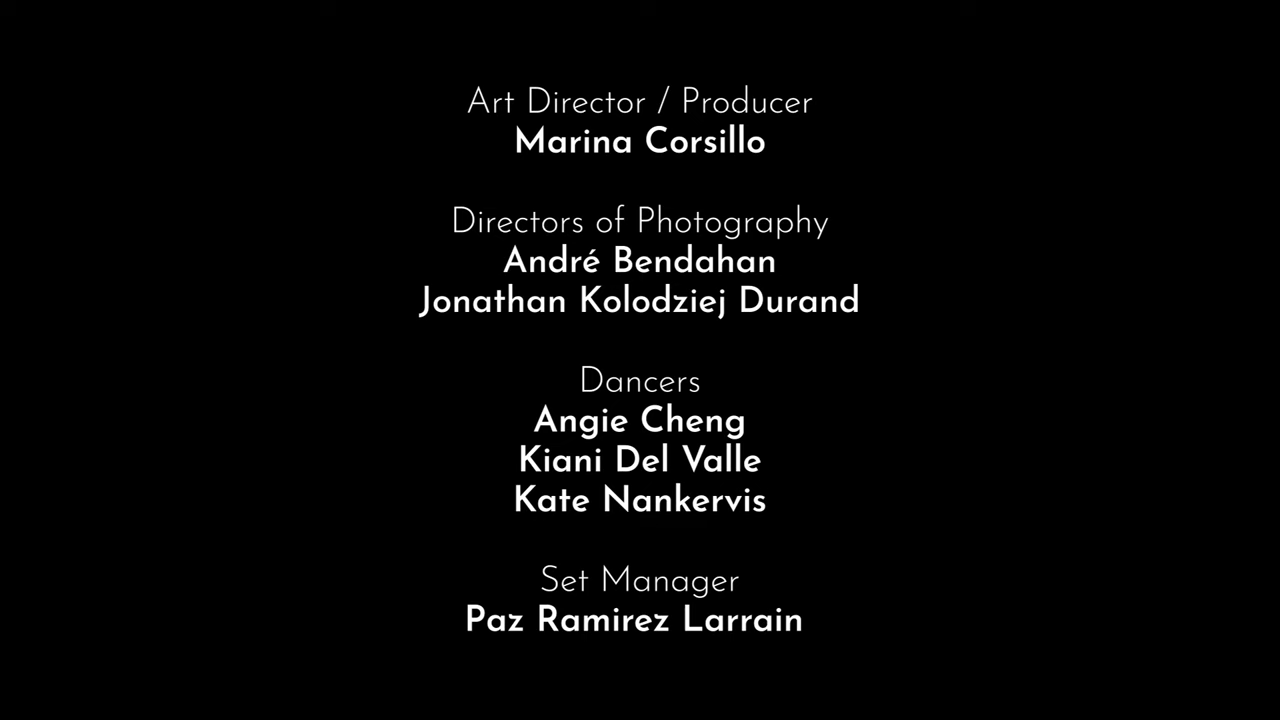 Art Director / Producer
Marina Corsillo
Directors of Photography
André Bendahan
Jonathan Kolodziej Durand
Dancers
Angie Cheng
Kiani Del Valle
Kate Nankervis
Set Manager
Paz Ramirez Larrain